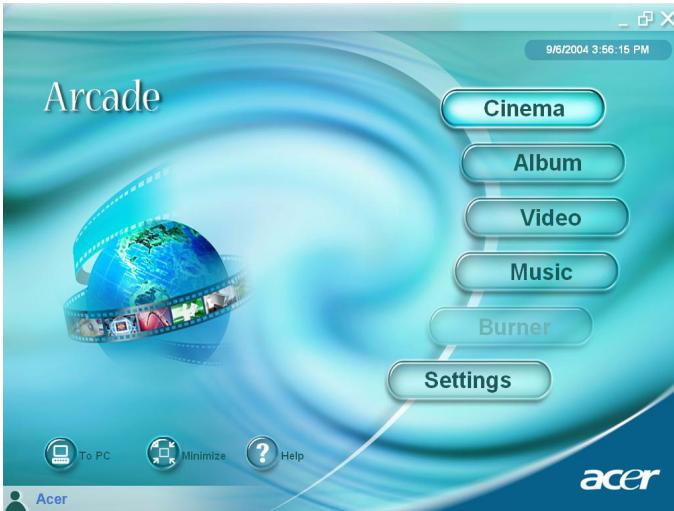 9/6/2004 3:56:15 PM
Arcade
Cinema
Album
Video
Music
Burner
Settings
To PC
Minimize
? Help
acer
Acer